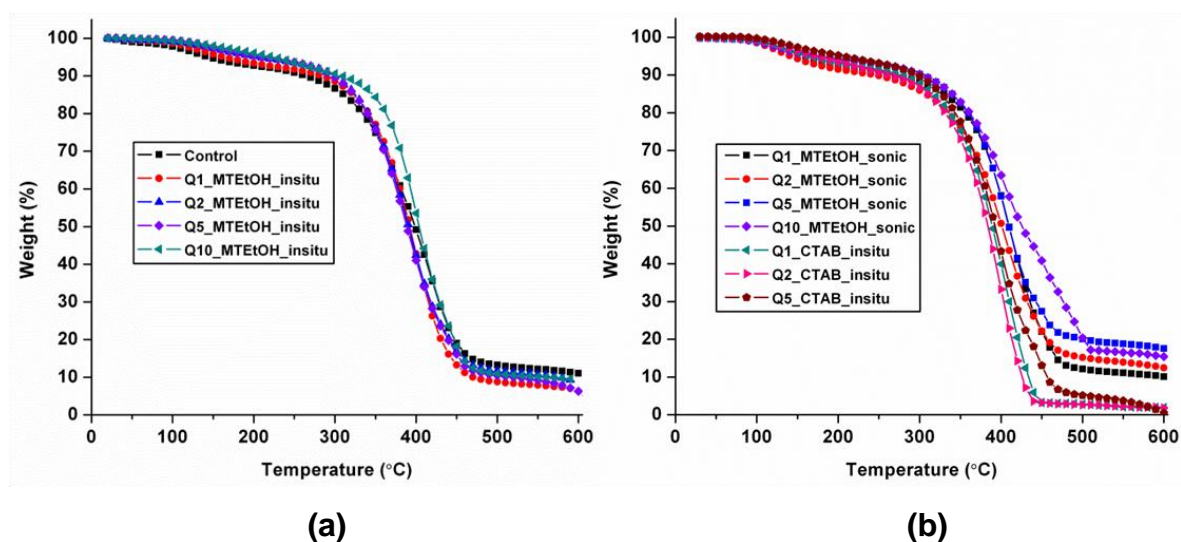 100
90
80
70
60
50
40
30
20
10
0
Weight (%)
Control
Q1_MTEtOH_insitu
Q2_MTEtOH_insitu
Q5_MTEtOH_insitu
Q10_MTEtOH_insitu
0 100 200 300 400 500 600
Temperature (°C)
(a)
100
90
80
70
60
50
40
30
20
10
0
Weight (%)
Q1_MTEtOH_sonic
Q2_MTEtOH_sonic
Q5_MTEtOH_sonic
Q10_MTEtOH_sonic
Q1_CTAB_insitu
Q2_CTAB_insitu
Q5_CTAB_insitu
0 100 200 300 400 500 600
Temperature (°C)
(b)